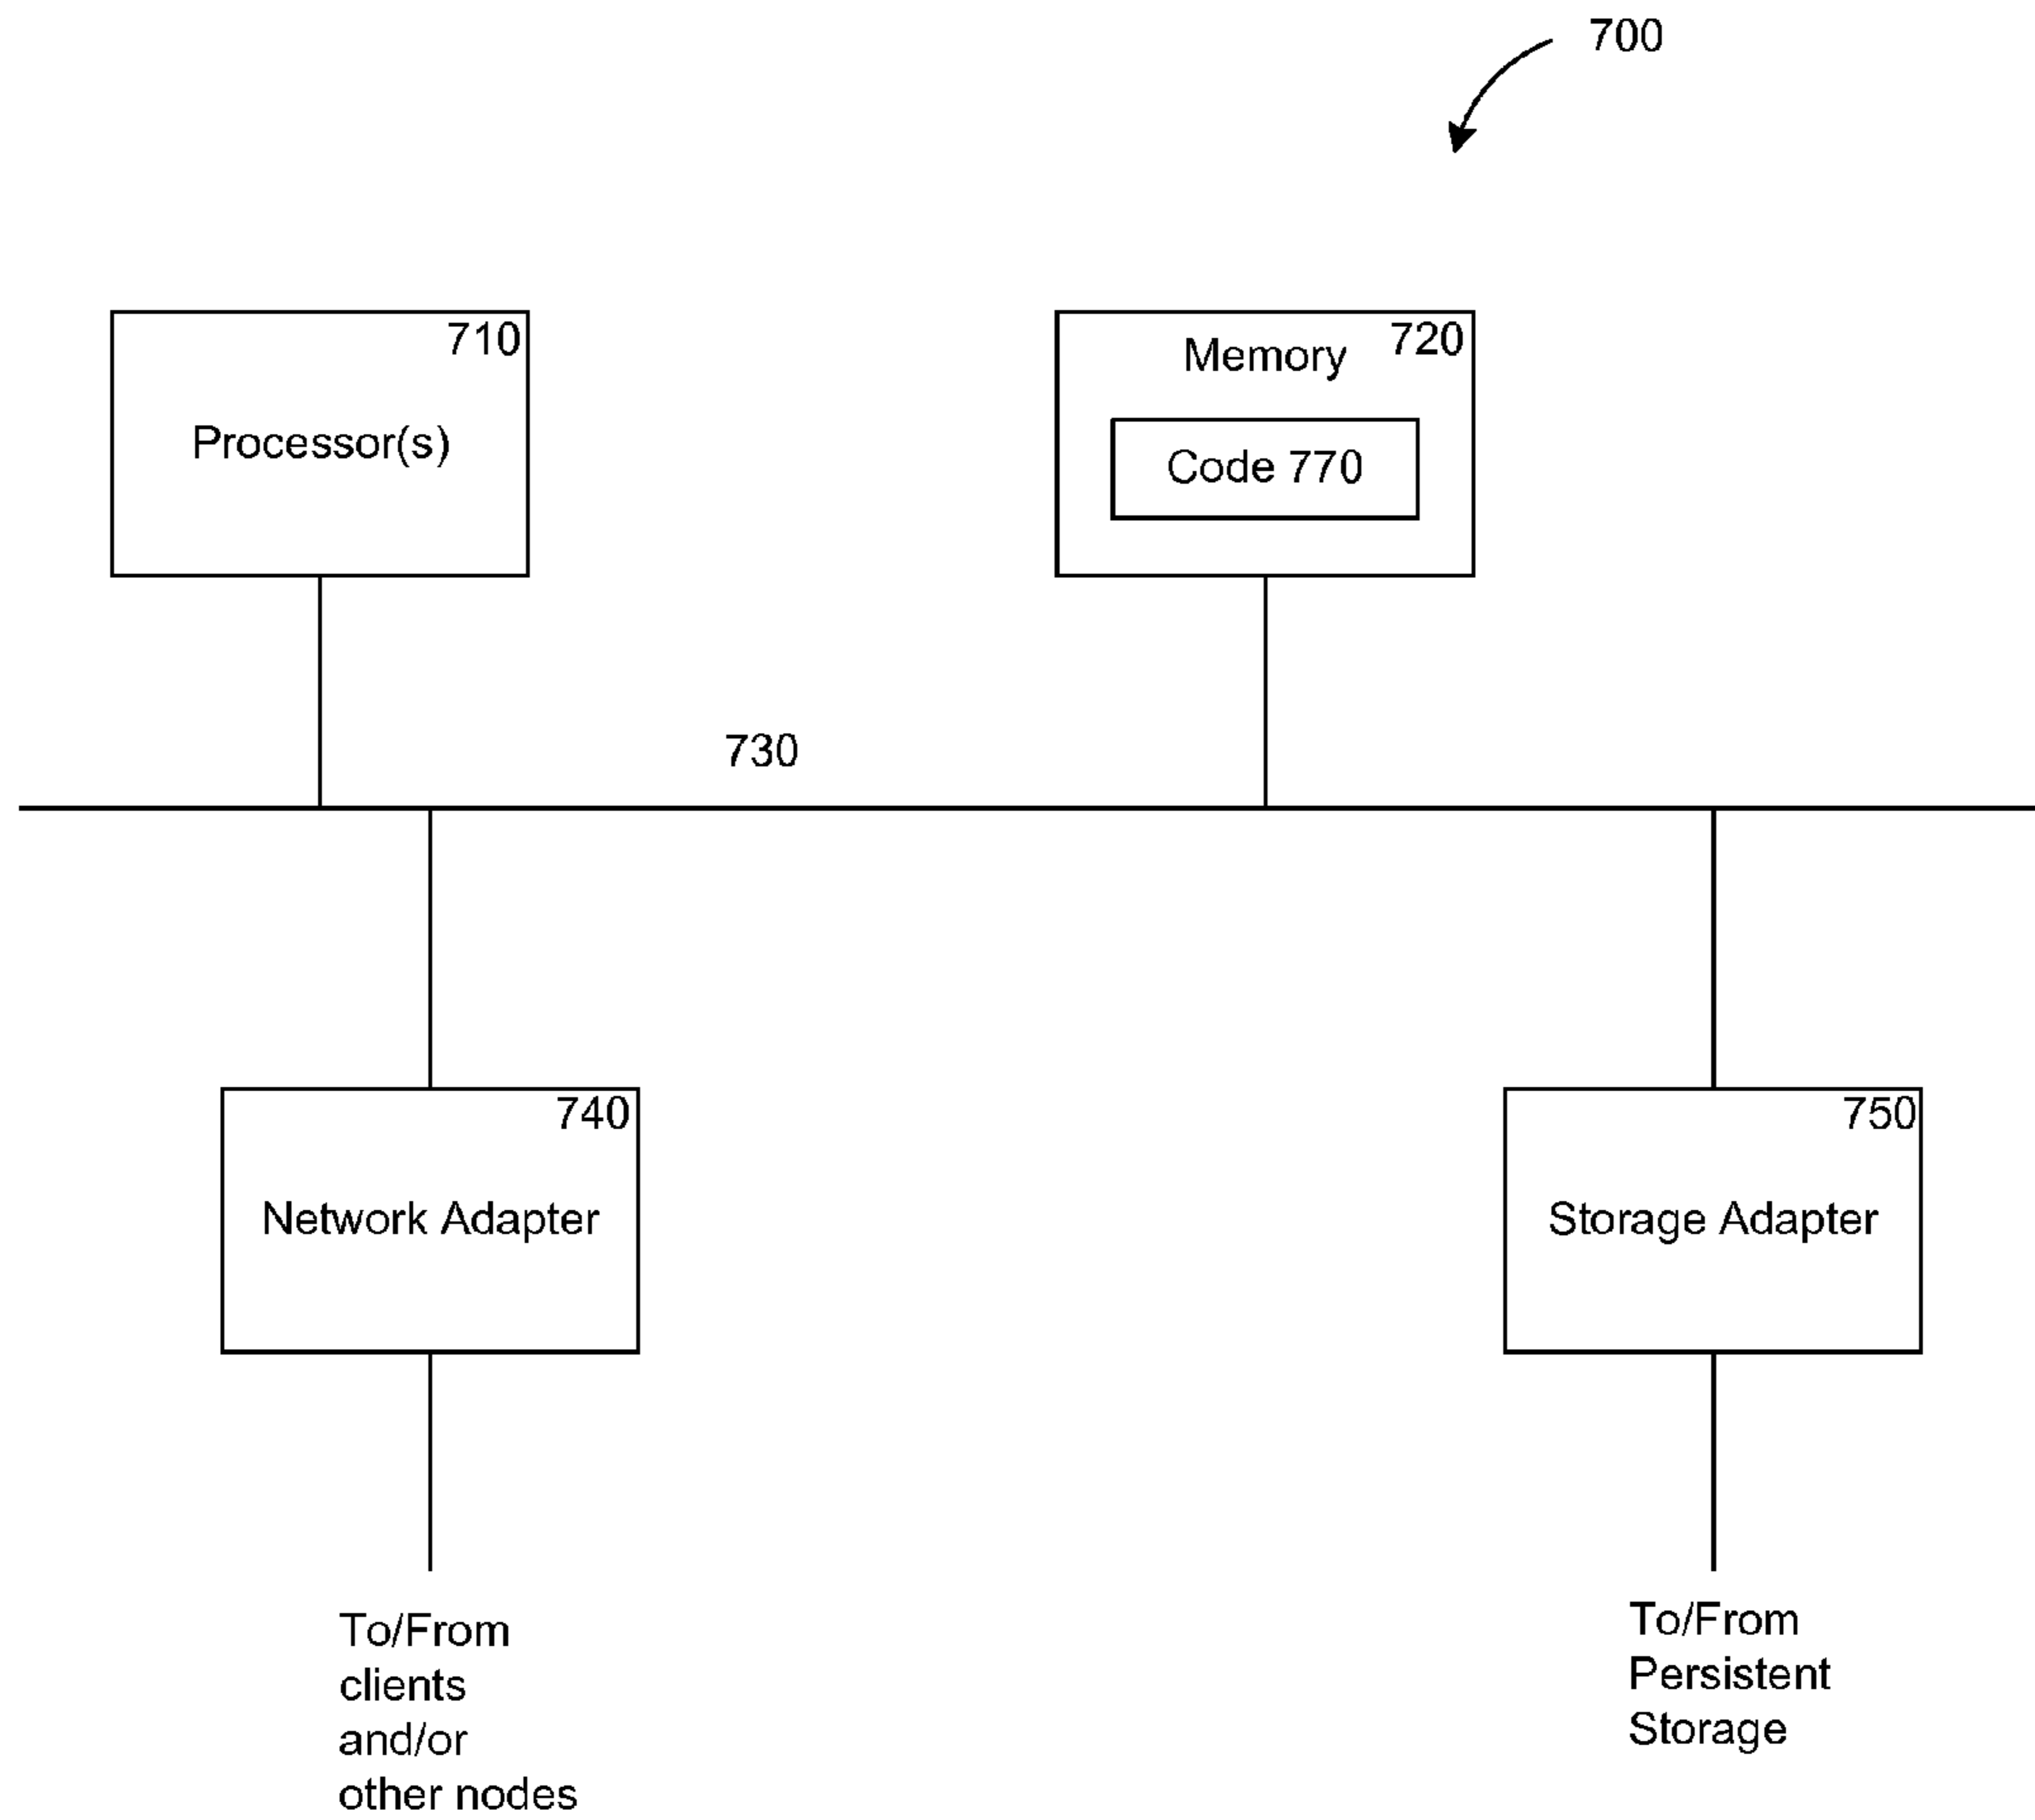 700
710
Processor(s)
720
Memory
Code 770
730
740
Network Adapter
750
Storage Adapter
To/From
clients
and/or
other nodes
To/From
Persistent
Storage